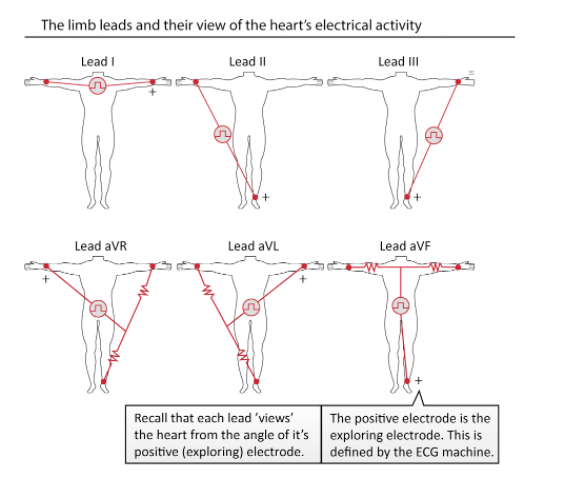 The limb leads and their view of the heart's electrical activity
Lead I
Lead II
Lead III
+
=
+
+
Lead aVR
Lead aVL
Lead aVF
+
+
+
Recall that each lead ‘views’
the heart from the angle of it's
positive (exploring) electrode.
The positive electrode is the
exploring electrode. This is
defined by the ECG machine.